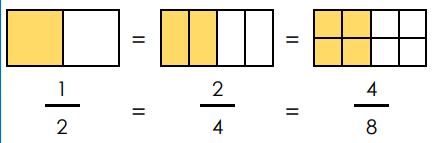 = =
1/2 = 2/4 = 4/8